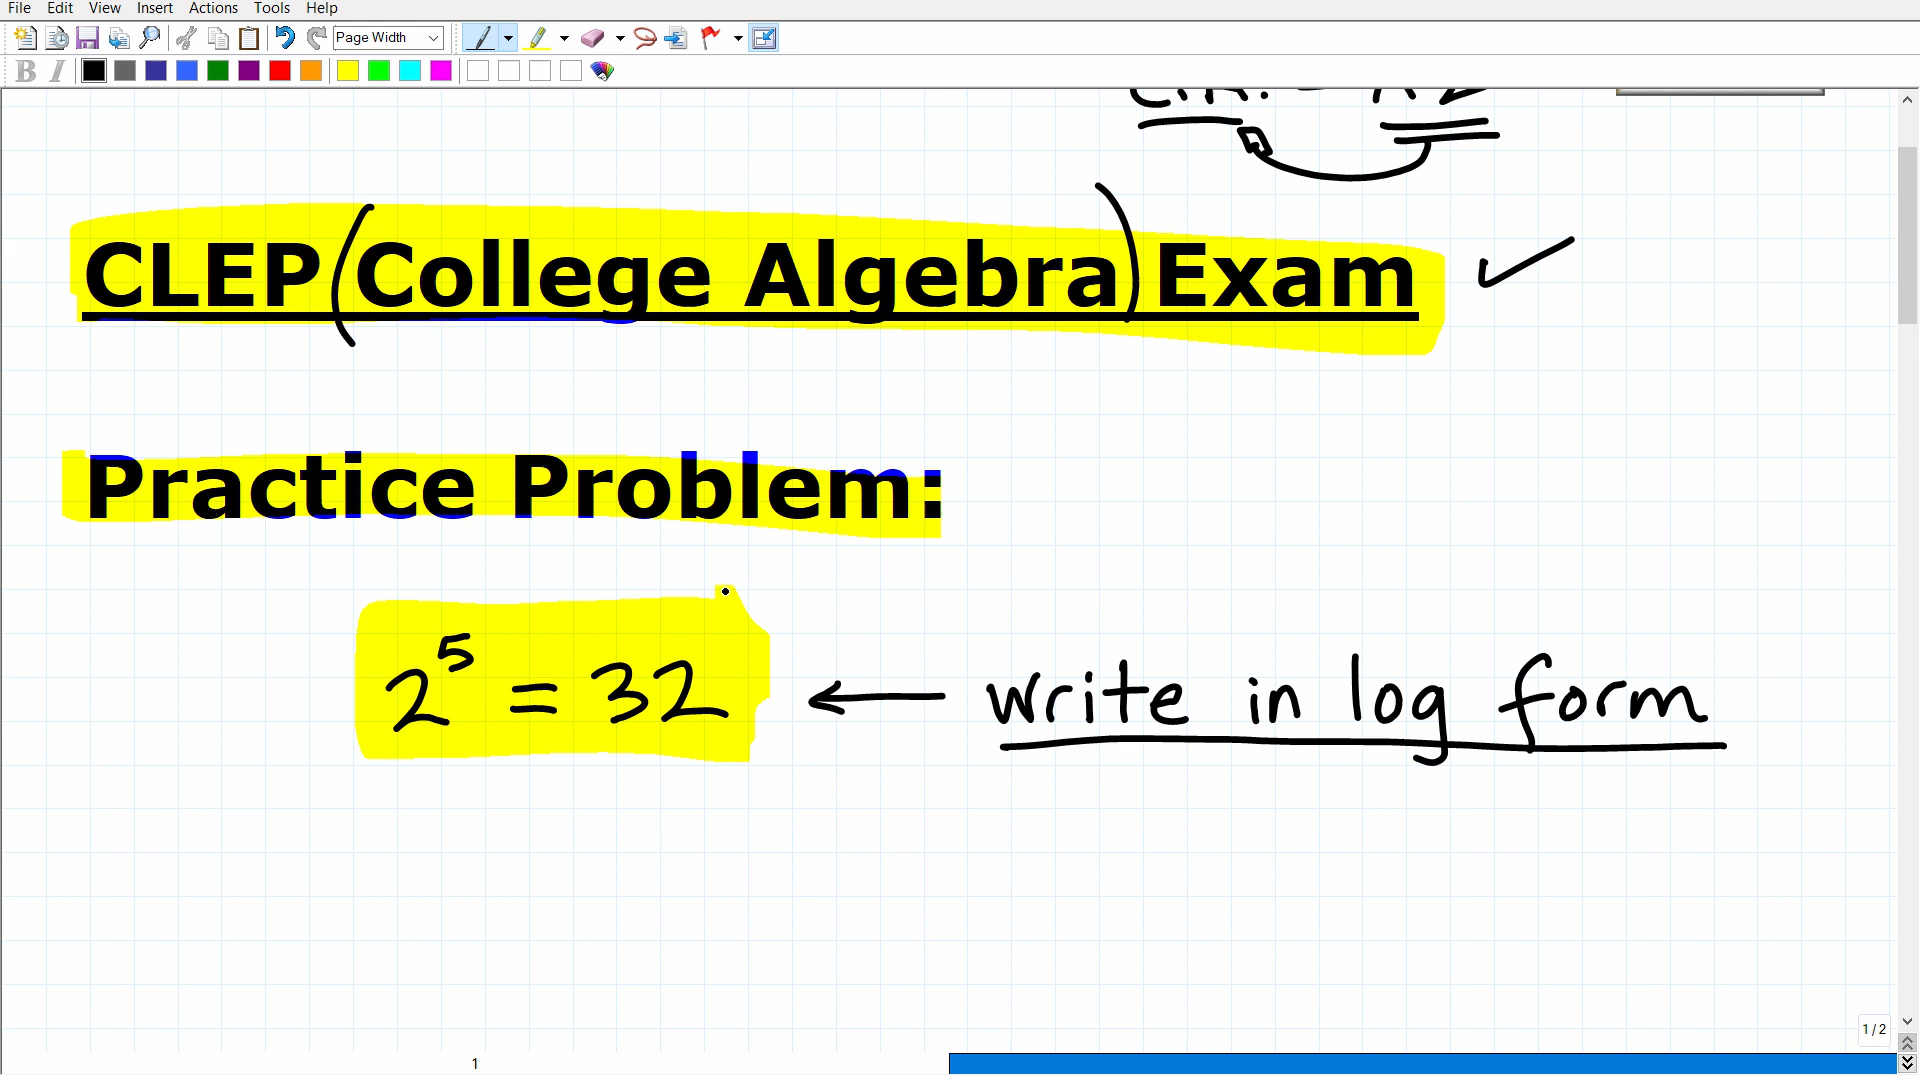 File Edit View Insert Actions Tools Help
Page Width
B I
CLEP (College Algebra) Exam
Practice Problem:
2⁵ = 32 ← write in log form
1 / 2
1